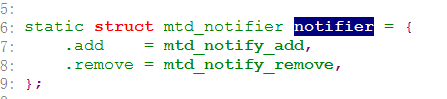 5:
6: static struct mtd_notifier notifier = {
7:     .add    = mtd_notify_add,
8:     .remove = mtd_notify_remove,
9: };